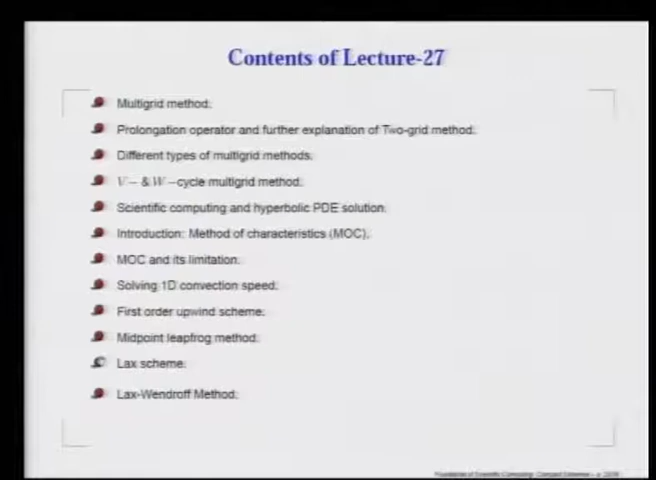 Contents of Lecture-27
Multigrid method.
Prolongation operator and further explanation of Two-grid method.
Different types of multigrid methods.
V− & W−cycle multigrid method.
Scientific computing and hyperbolic PDE solution.
Introduction: Method of characteristics (MOC).
MOC and its limitation.
Solving 1D convection speed.
First order upwind scheme.
Midpoint leapfrog method.
Lax scheme.
Lax-Wendroff Method.